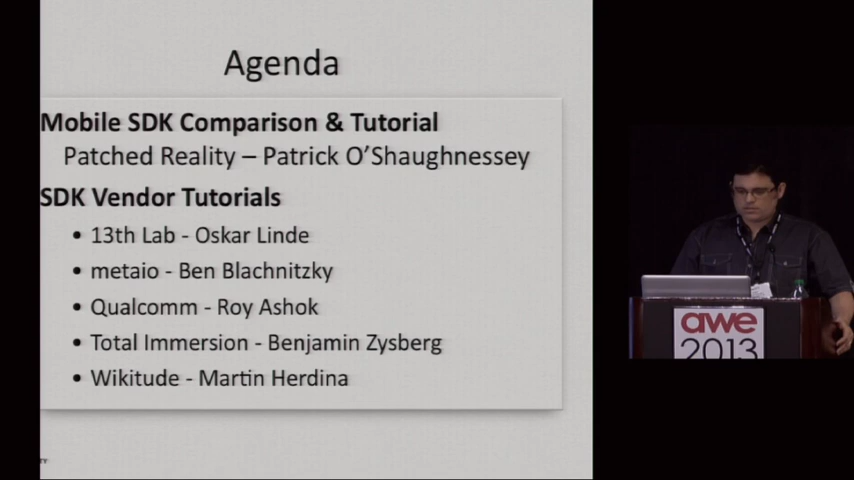 Agenda
Mobile SDK Comparison & Tutorial
Patched Reality – Patrick O'Shaughnessey
SDK Vendor Tutorials
• 13th Lab - Oskar Linde
• metaio - Ben Blachnitzky
• Qualcomm - Roy Ashok
• Total Immersion - Benjamin Zysberg
• Wikitude - Martin Herdina
awe
2013